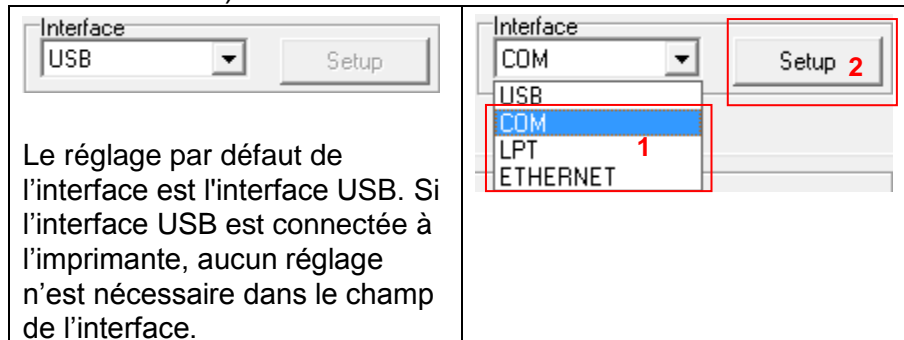 Interface
USB
Setup
Le réglage par défaut de
l’interface est l'interface USB. Si
l’interface USB est connectée à
l’imprimante, aucun réglage
n’est nécessaire dans le champ
de l’interface.
Interface
COM
Setup 2
USB
COM
LPT 1
ETHERNET